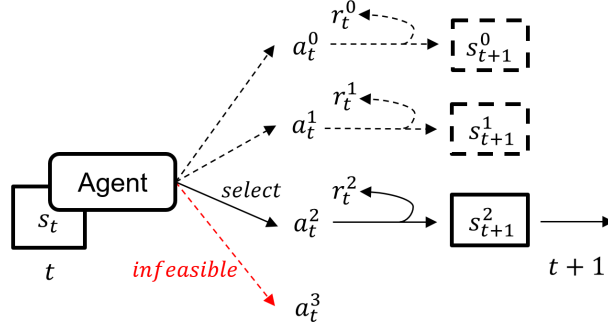 r_t^0
a_t^0
s_{t+1}^0
r_t^1
a_t^1
s_{t+1}^1
Agent
select
r_t^2
s_t
a_t^2
s_{t+1}^2
t
infeasible
t + 1
a_t^3